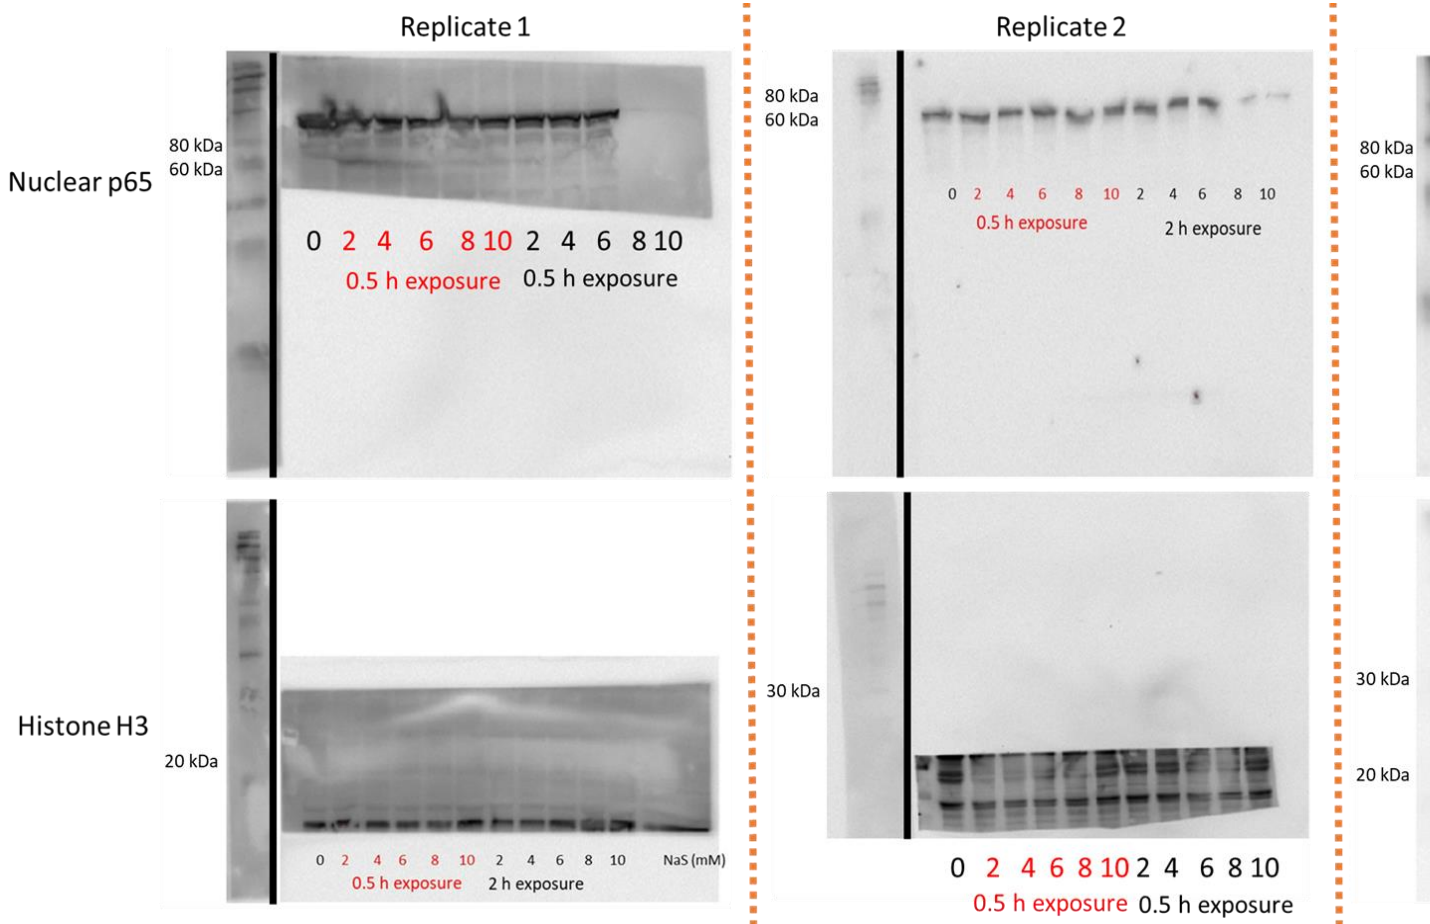 Replicate 1
Replicate 2
80 kDa
60 kDa
Nuclear p65
0 2 4 6 8 10 2 4 6 8 10
0.5 h exposure 0.5 h exposure
80 kDa
60 kDa
0 2 4 6 8 10 2 4 6 8 10
0.5 h exposure 2 h exposure
80 kDa
60 kDa
Histone H3
20 kDa
0 2 4 6 8 10 2 4 6 8 10 NaS (mM)
0.5 h exposure 2 h exposure
30 kDa
0 2 4 6 8 10 2 4 6 8 10
0.5 h exposure 0.5 h exposure
30 kDa
20 kDa